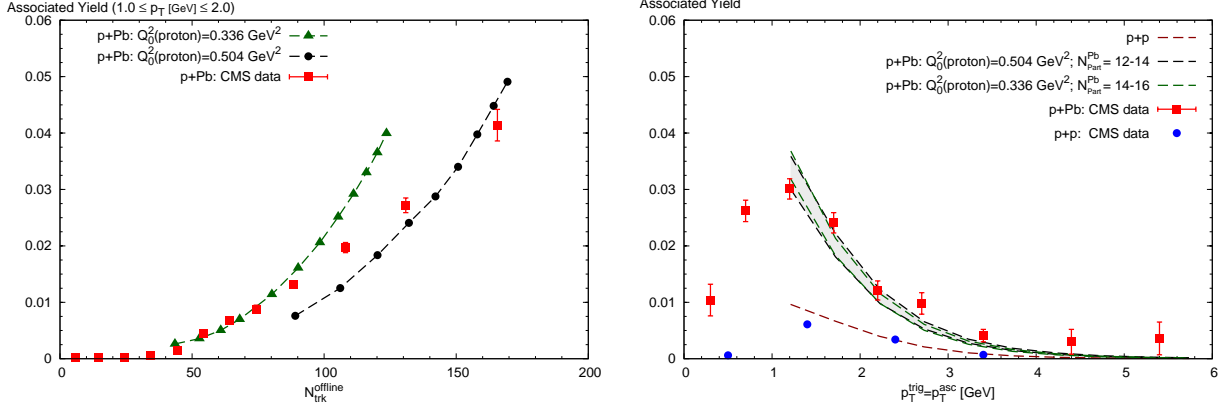 Associated Yield (1.0 ≤ p_T [GeV] ≤ 2.0)
p+Pb: Q_0^2(proton)=0.336 GeV^2
p+Pb: Q_0^2(proton)=0.504 GeV^2
p+Pb: CMS data
0.06
0.05
0.04
0.03
0.02
0.01
0
0 50 100 150 200
N_trk^offline
Associated Yield
p+p
p+Pb: Q_0^2(proton)=0.504 GeV^2; N_Part^Pb = 12-14
p+Pb: Q_0^2(proton)=0.336 GeV^2; N_Part^Pb = 14-16
p+Pb: CMS data
p+p: CMS data
0.06
0.05
0.04
0.03
0.02
0.01
0
0 1 2 3 4 5 6
p_T^trig=p_T^asc [GeV]